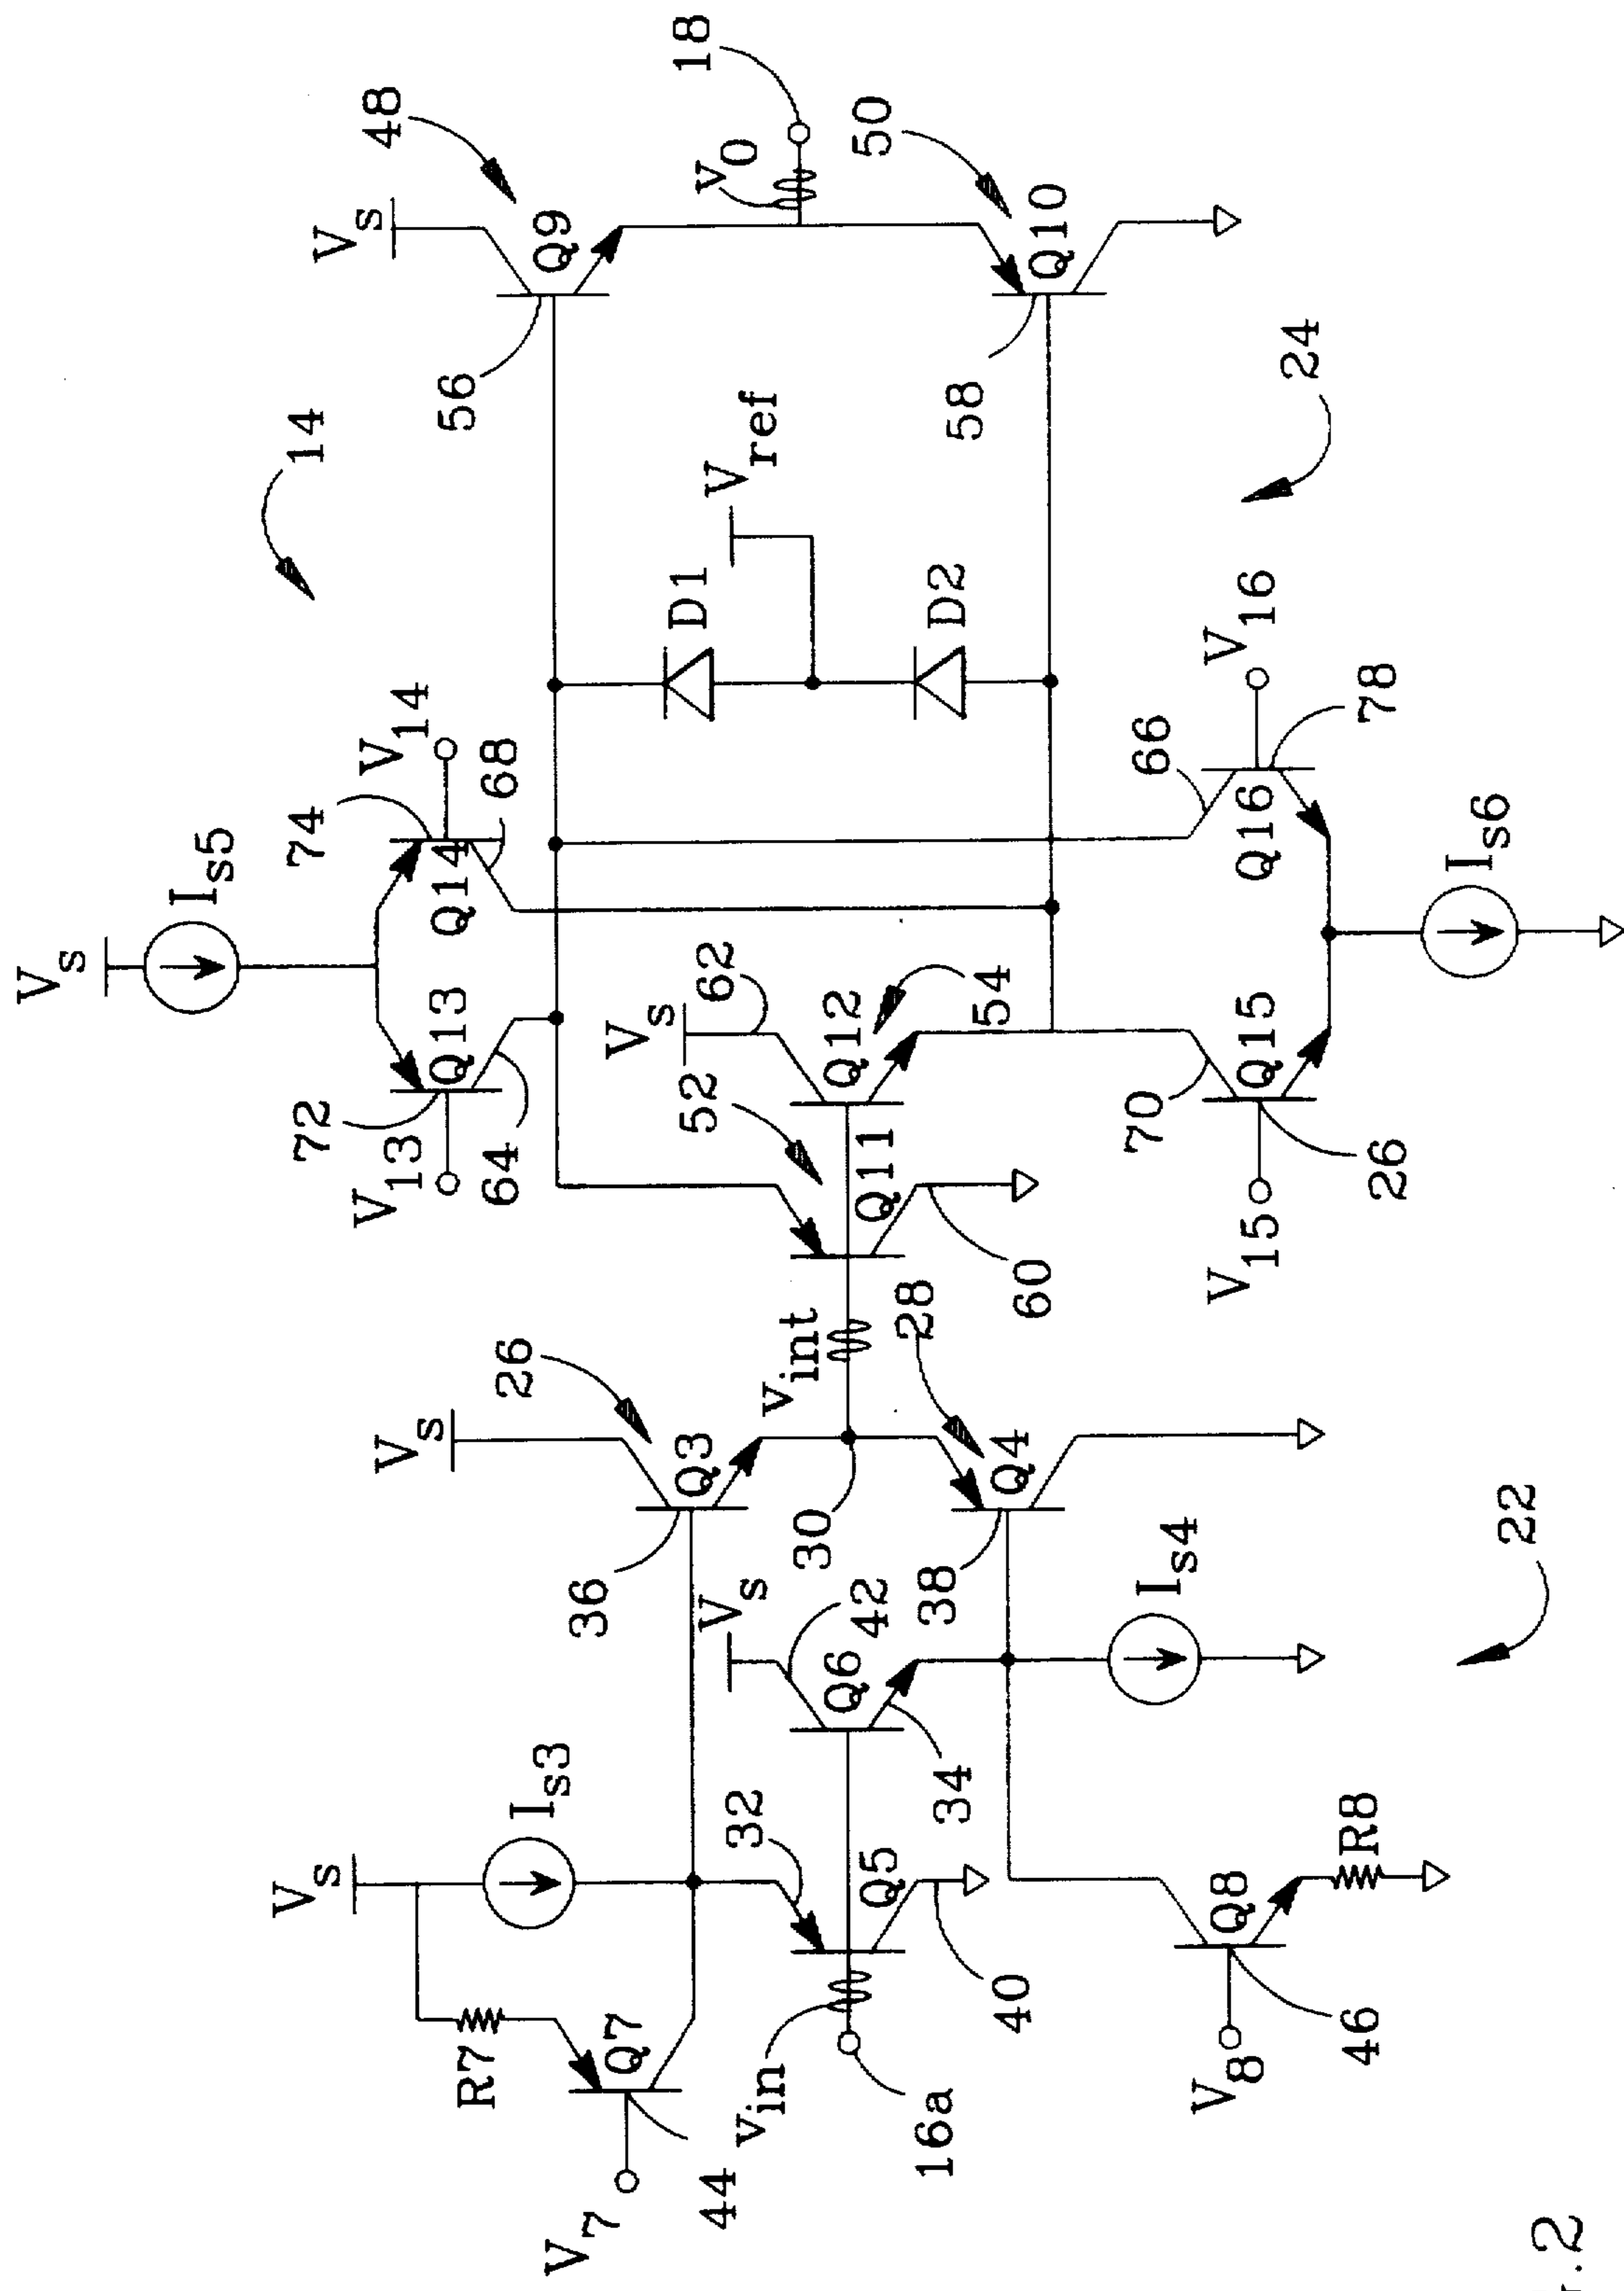 V7
44
R7
Q7
Vs
Is3
vin
16a
32
Q5
40
V8
46
Q8
R8
34
Q6
42
Vs
36
Q3
Vs
26
30
vint
38
Q4
28
Is4
22
V13
72
64
Q13
Vs
Is5
74
Q14
V14
68
14
52
Q11
60
Vs
62
Q12
54
V15
26
70
Q15
66
Q16
V16
78
Is6
24
D1
D2
Vref
56
Q9
Vs
48
v0
18
58
Q10
50
.2